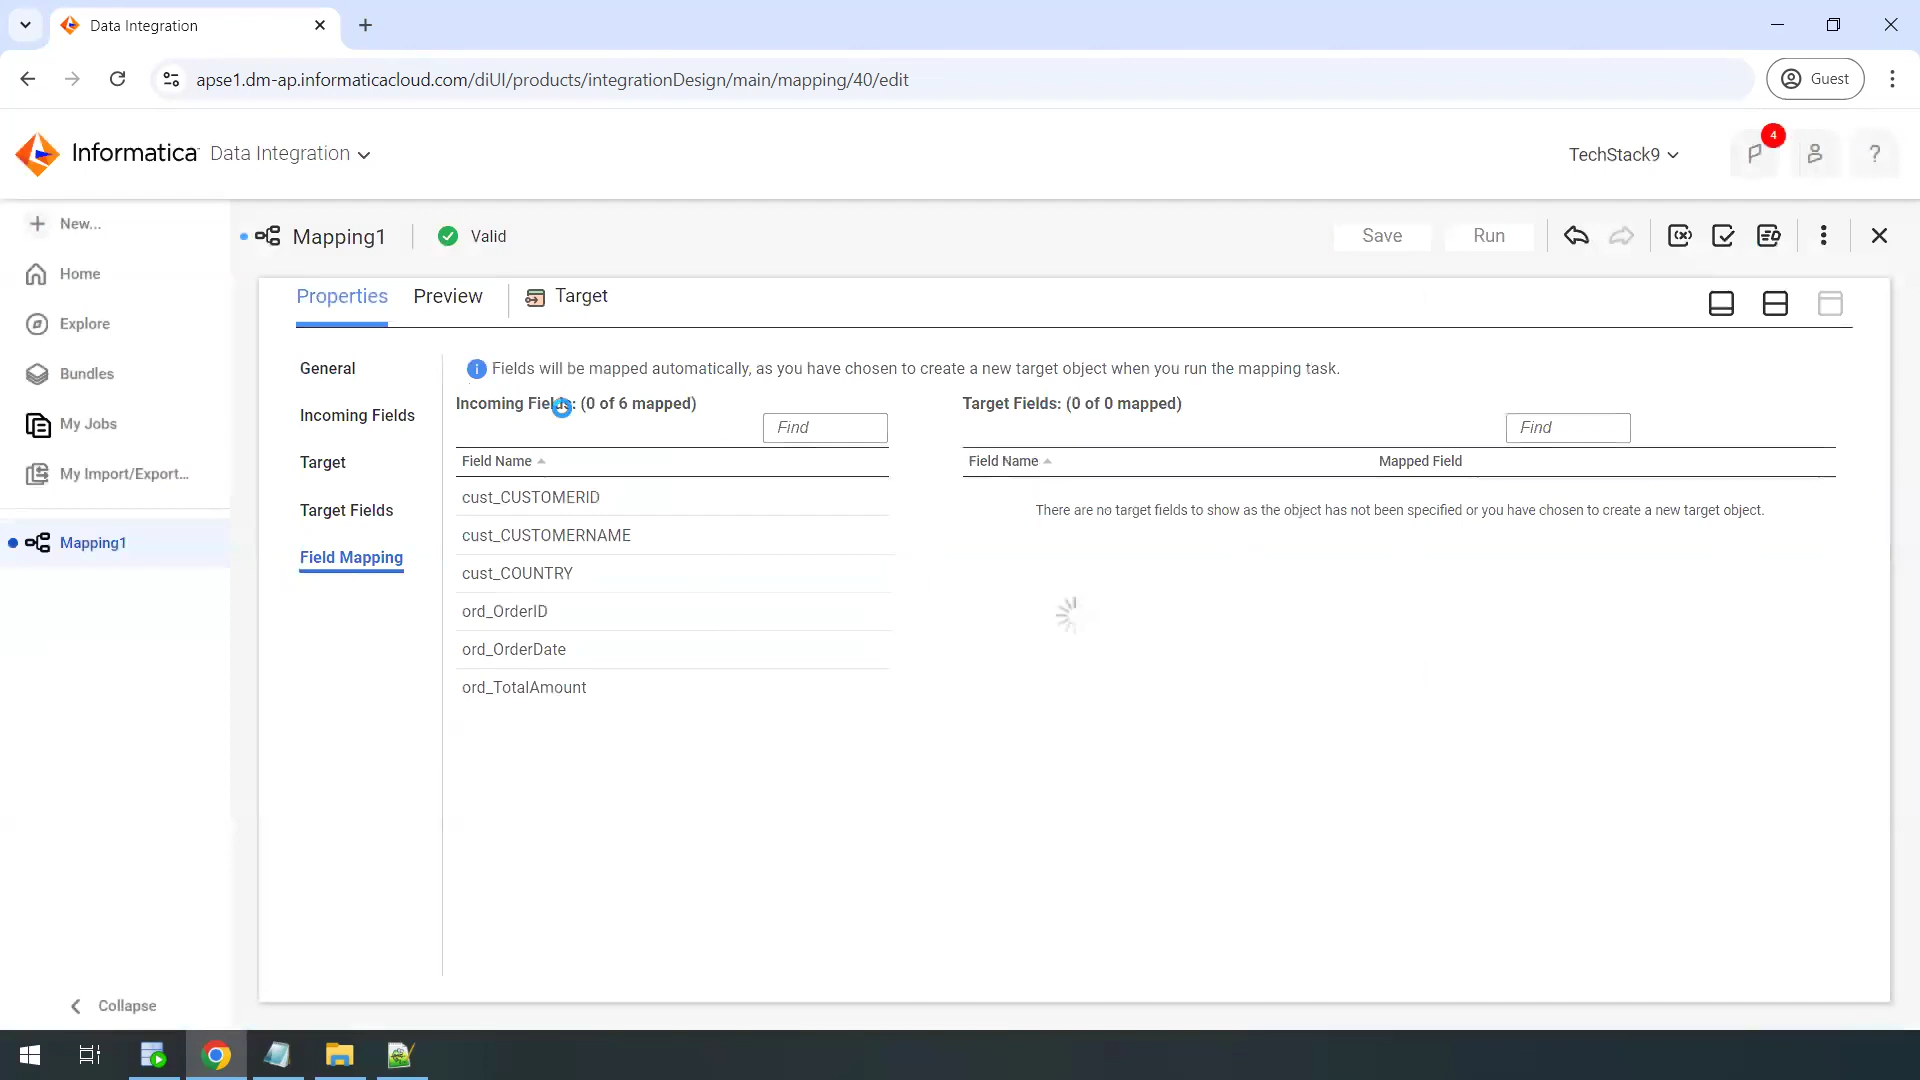 Data Integration
apse1.dm-ap.informaticacloud.com/diUI/products/integrationDesign/main/mapping/40/edit
Guest
Informatica
Data Integration
TechStack9
4
?
New...
Home
Explore
Bundles
My Jobs
My Import/Export...
Mapping1
Collapse
Mapping1
Valid
Save
Run
Properties
Preview
Target
General
Incoming Fields
Target
Target Fields
Field Mapping
Fields will be mapped automatically, as you have chosen to create a new target object when you run the mapping task.
Incoming Fields: (0 of 6 mapped)
Find
Field Name
cust_CUSTOMERID
cust_CUSTOMERNAME
cust_COUNTRY
ord_OrderID
ord_OrderDate
ord_TotalAmount
Target Fields: (0 of 0 mapped)
Find
Field Name
Mapped Field
There are no target fields to show as the object has not been specified or you have chosen to create a new target object.